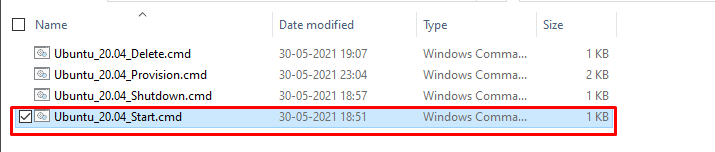 Name Date modified Type Size
Ubuntu_20.04_Delete.cmd 30-05-2021 19:07 Windows Comma... 1 KB
Ubuntu_20.04_Provision.cmd 30-05-2021 23:04 Windows Comma... 2 KB
Ubuntu_20.04_Shutdown.cmd 30-05-2021 18:57 Windows Comma... 1 KB
Ubuntu_20.04_Start.cmd 30-05-2021 18:51 Windows Comma... 1 KB